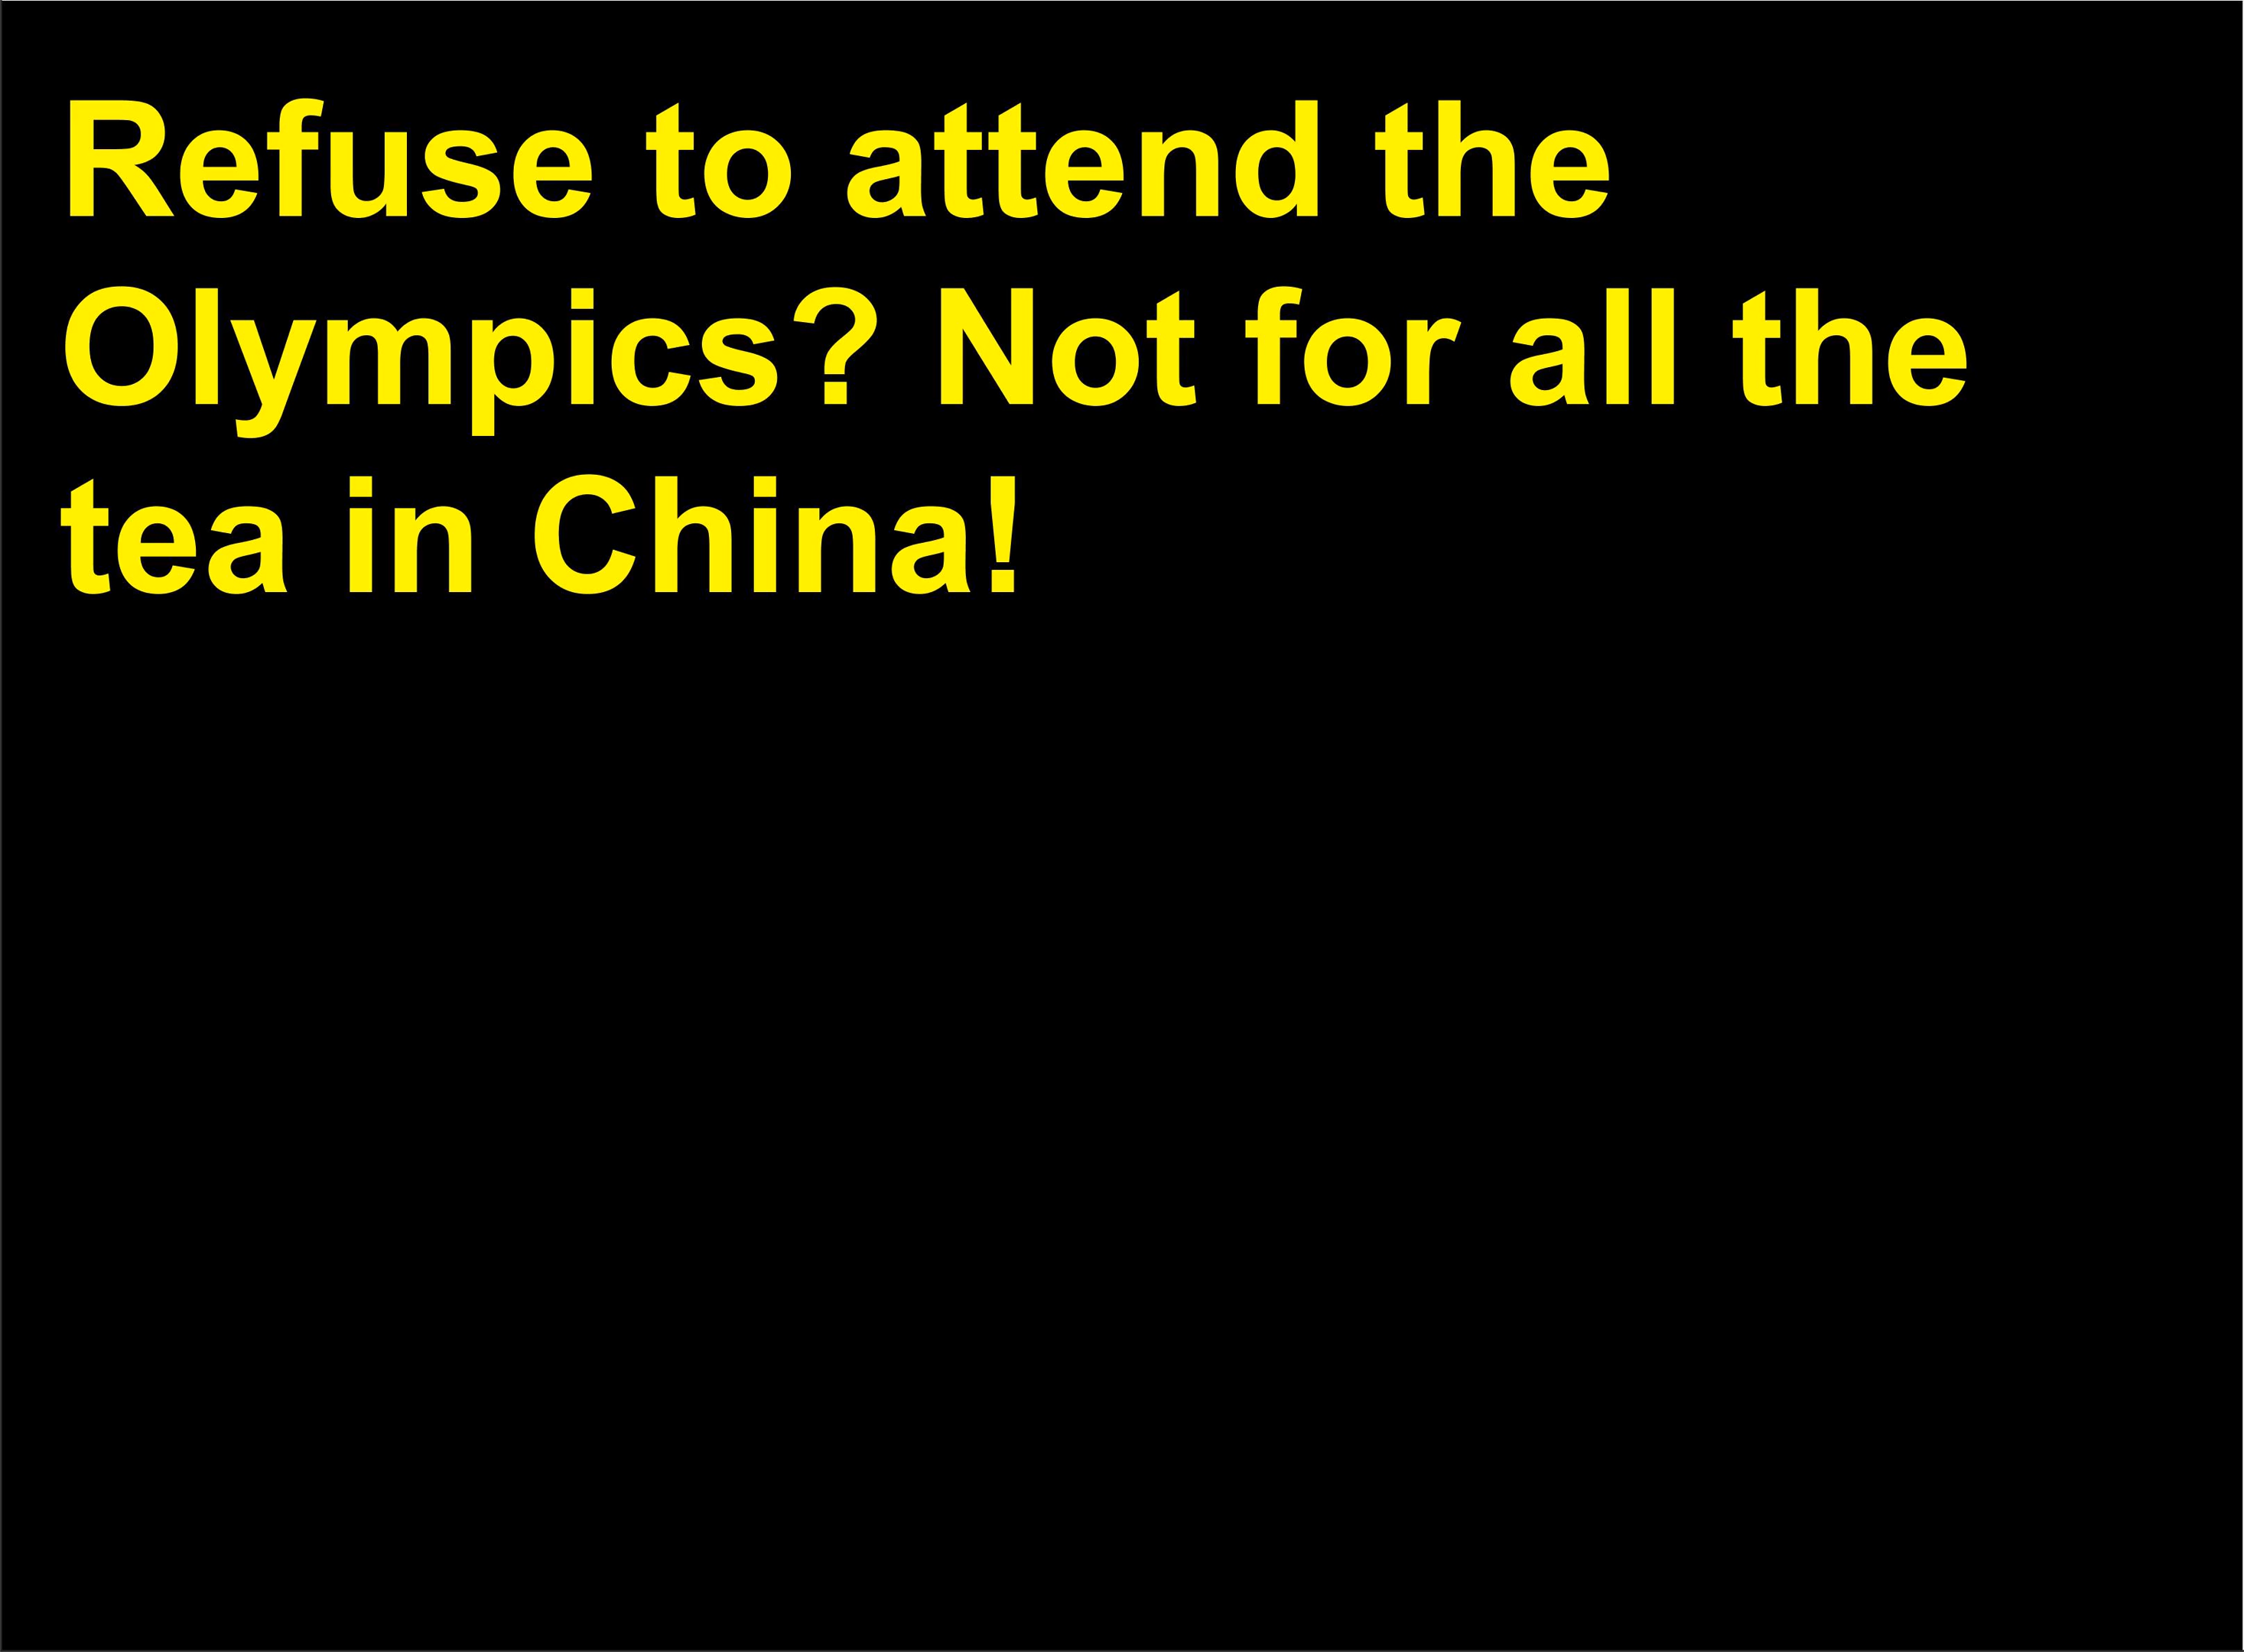 Refuse to attend the
Olympics? Not for all the
tea in China!